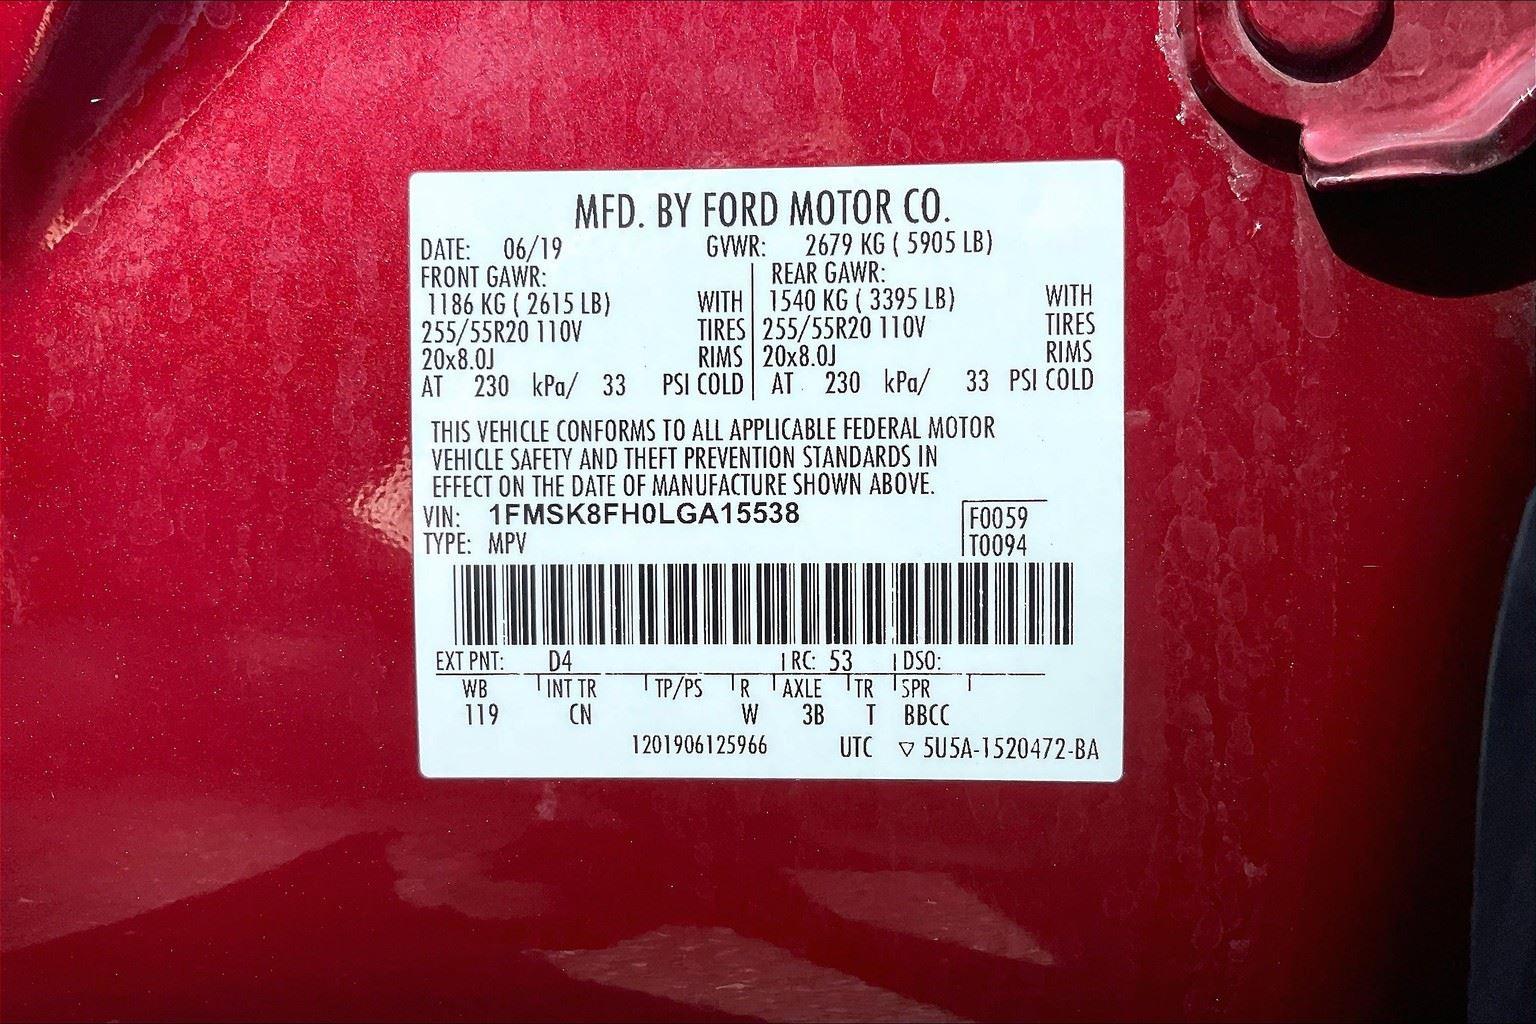 MFD. BY FORD MOTOR CO.
DATE: 06/19 GVWR: 2679 KG ( 5905 LB)
FRONT GAWR: REAR GAWR:
1186 KG ( 2615 LB) WITH 1540 KG ( 3395 LB) WITH
255/55R20 110V TIRES 255/55R20 110V TIRES
20x8.0J RIMS 20x8.0J RIMS
AT 230 kPa/ 33 PSI COLD AT 230 kPa/ 33 PSI COLD
THIS VEHICLE CONFORMS TO ALL APPLICABLE FEDERAL MOTOR
VEHICLE SAFETY AND THEFT PREVENTION STANDARDS IN
EFFECT ON THE DATE OF MANUFACTURE SHOWN ABOVE.
VIN: 1FMSK8FH0LGA15538 F0059
TYPE: MPV T0094
EXT PNT: D4 RC: 53 DSO:
WB INT TR TP/PS R AXLE TR SPR
119 CN W 3B T BBCC
1201906125966 UTC ▽ 5U5A-1520472-BA